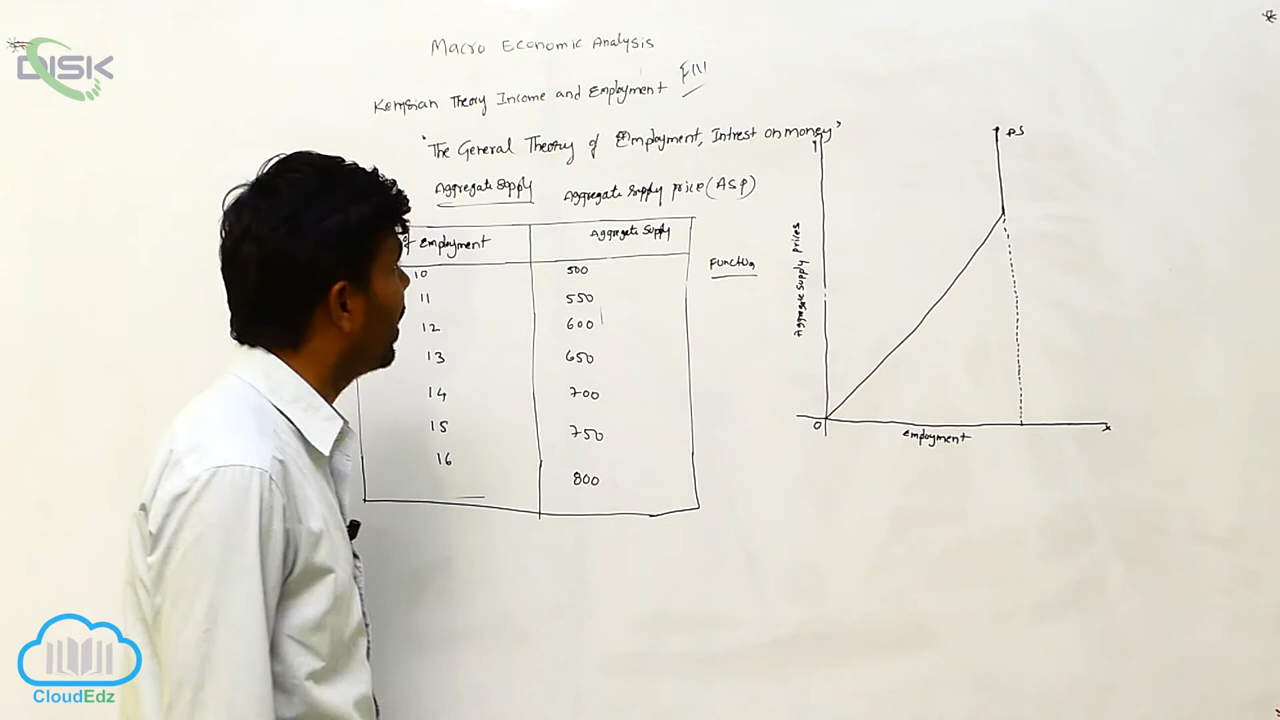 DISK
Macro Economic Analysis
Kenysian Theory Income and Employment
"The General Theory of Employment, Intrest on money"
Aggregate Supply Aggregate Supply price (ASP)
of Employment Aggregate Supply
10 500
11 550
12 600
13 650
14 700
15 750
16 800
Function
Y
AS
Aggregate Supply prices
O Employment x
CloudEdz